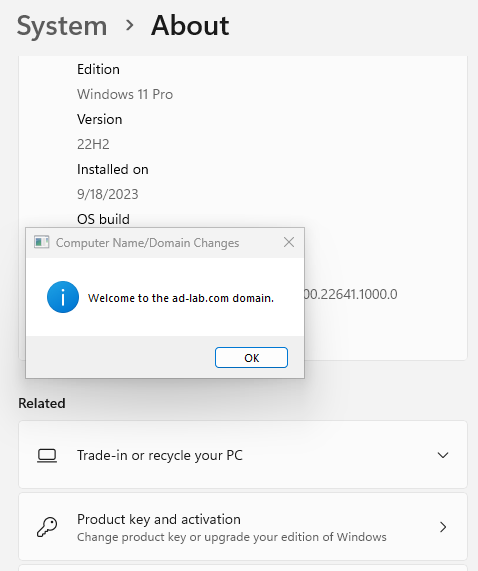 System > About
Edition
Windows 11 Pro
Version
22H2
Installed on
9/18/2023
OS build
Computer Name/Domain Changes
Welcome to the ad-lab.com domain.
00.22641.1000.0
OK
Related
Trade-in or recycle your PC
Product key and activation
Change product key or upgrade your edition of Windows